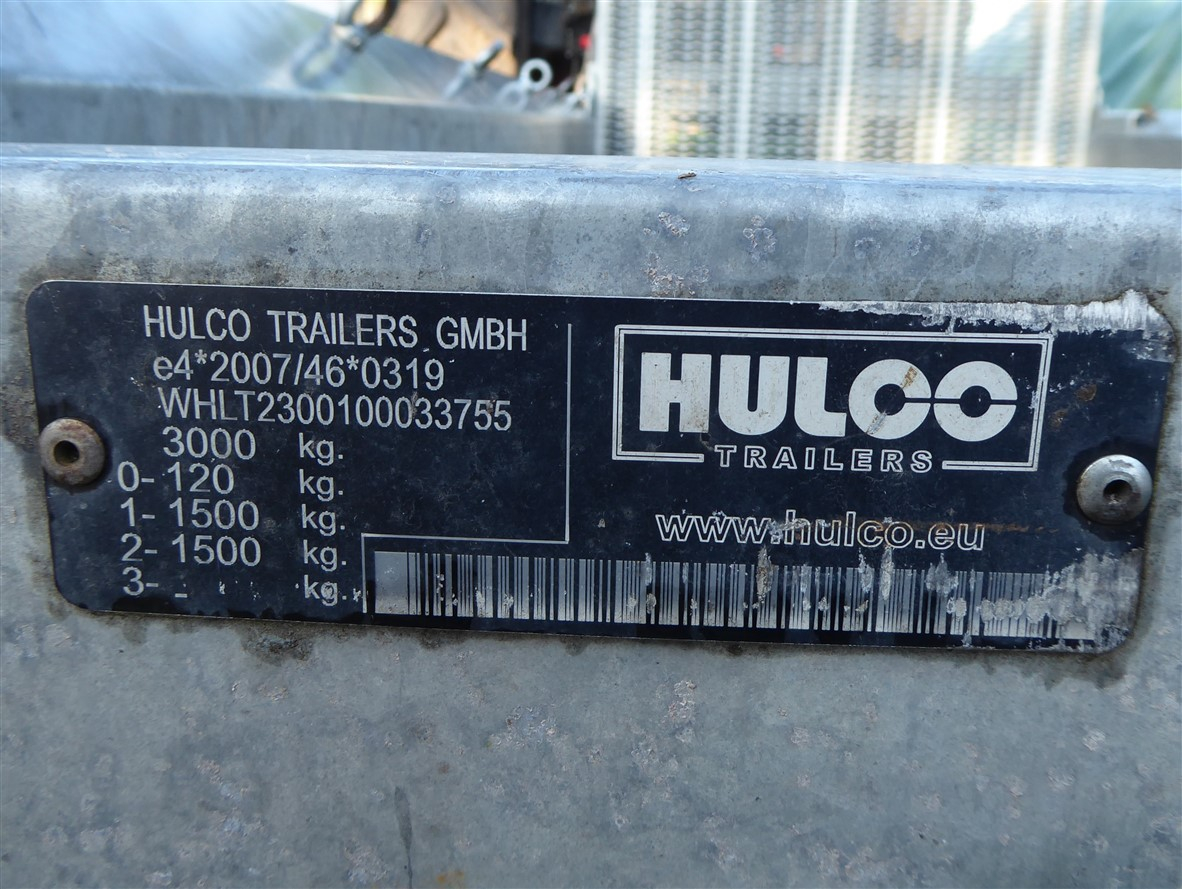 HULCO TRAILERS GMBH
e4*2007/46*0319
WHLT2300100033755
3000 kg.
0- 120 kg.
1- 1500 kg.
2- 1500 kg.
3- - kg.
HULCO
TRAILERS
www.hulco.eu